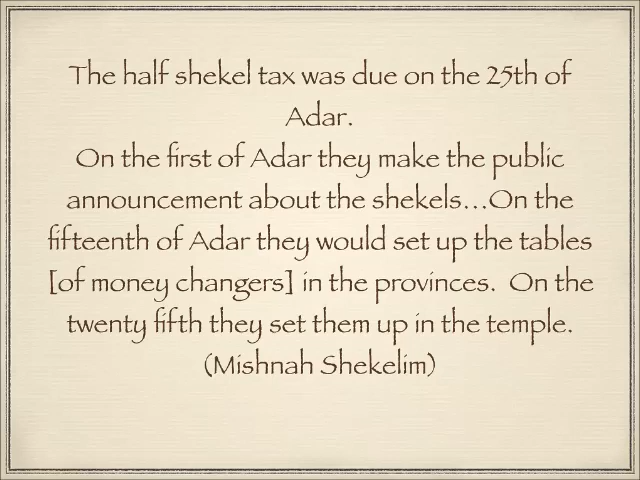 The half shekel tax was due on the 25th of
Adar.
On the first of Adar they make the public
announcement about the shekels...On the
fifteenth of Adar they would set up the tables
[of money changers] in the provinces.  On the
twenty fifth they set them up in the temple.
(Mishnah Shekelim)